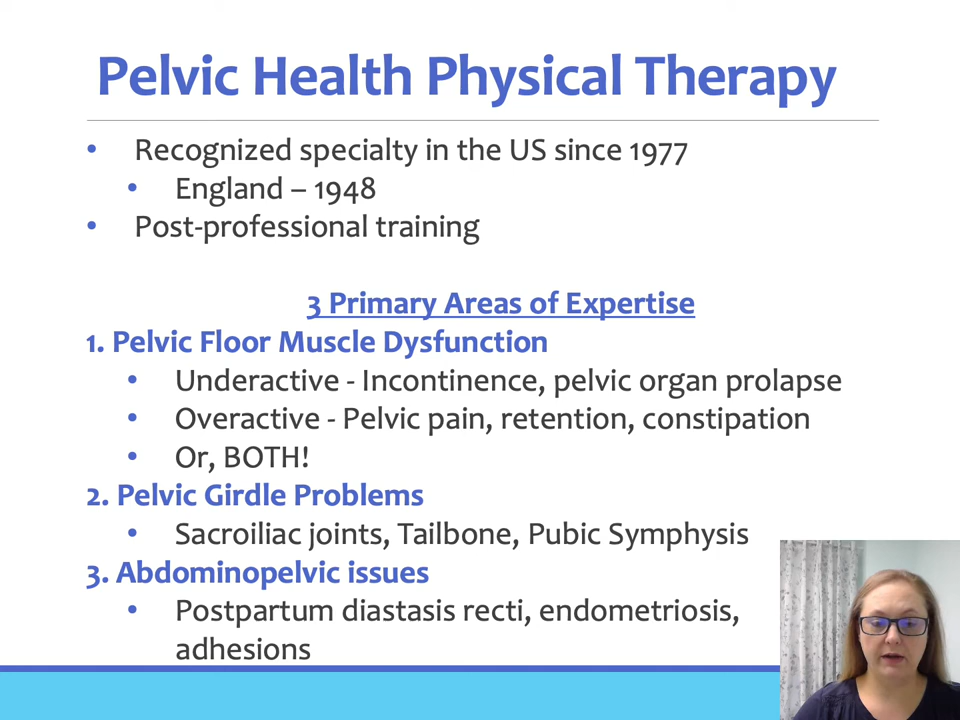 Pelvic Health Physical Therapy
• Recognized specialty in the US since 1977
• England – 1948
• Post-professional training
3 Primary Areas of Expertise
1. Pelvic Floor Muscle Dysfunction
• Underactive - Incontinence, pelvic organ prolapse
• Overactive - Pelvic pain, retention, constipation
• Or, BOTH!
2. Pelvic Girdle Problems
• Sacroiliac joints, Tailbone, Pubic Symphysis
3. Abdominopelvic issues
• Postpartum diastasis recti, endometriosis,
adhesions